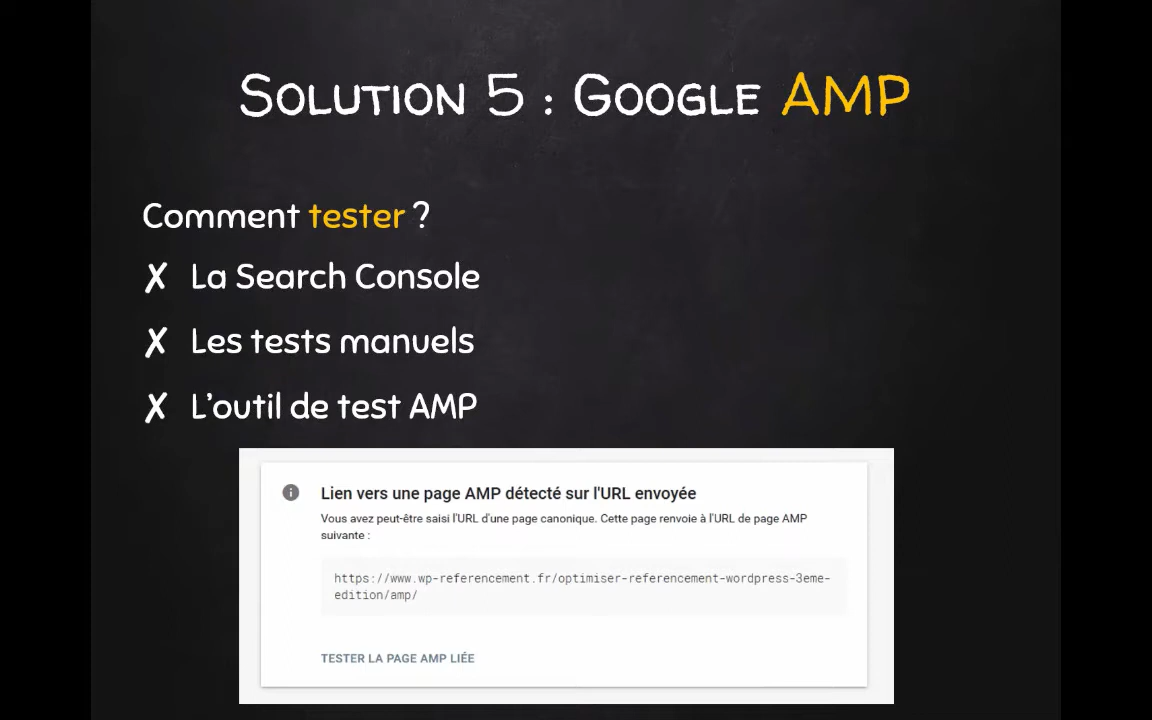 Solution 5 : Google AMP
Comment tester ?
✗ La Search Console
✗ Les tests manuels
✗ L'outil de test AMP
Lien vers une page AMP détecté sur l'URL envoyée
Vous avez peut-être saisi l'URL d'une page canonique. Cette page renvoie à l'URL de page AMP
suivante :
https://www.wp-referencement.fr/optimiser-referencement-wordpress-3eme-
edition/amp/
TESTER LA PAGE AMP LIÉE